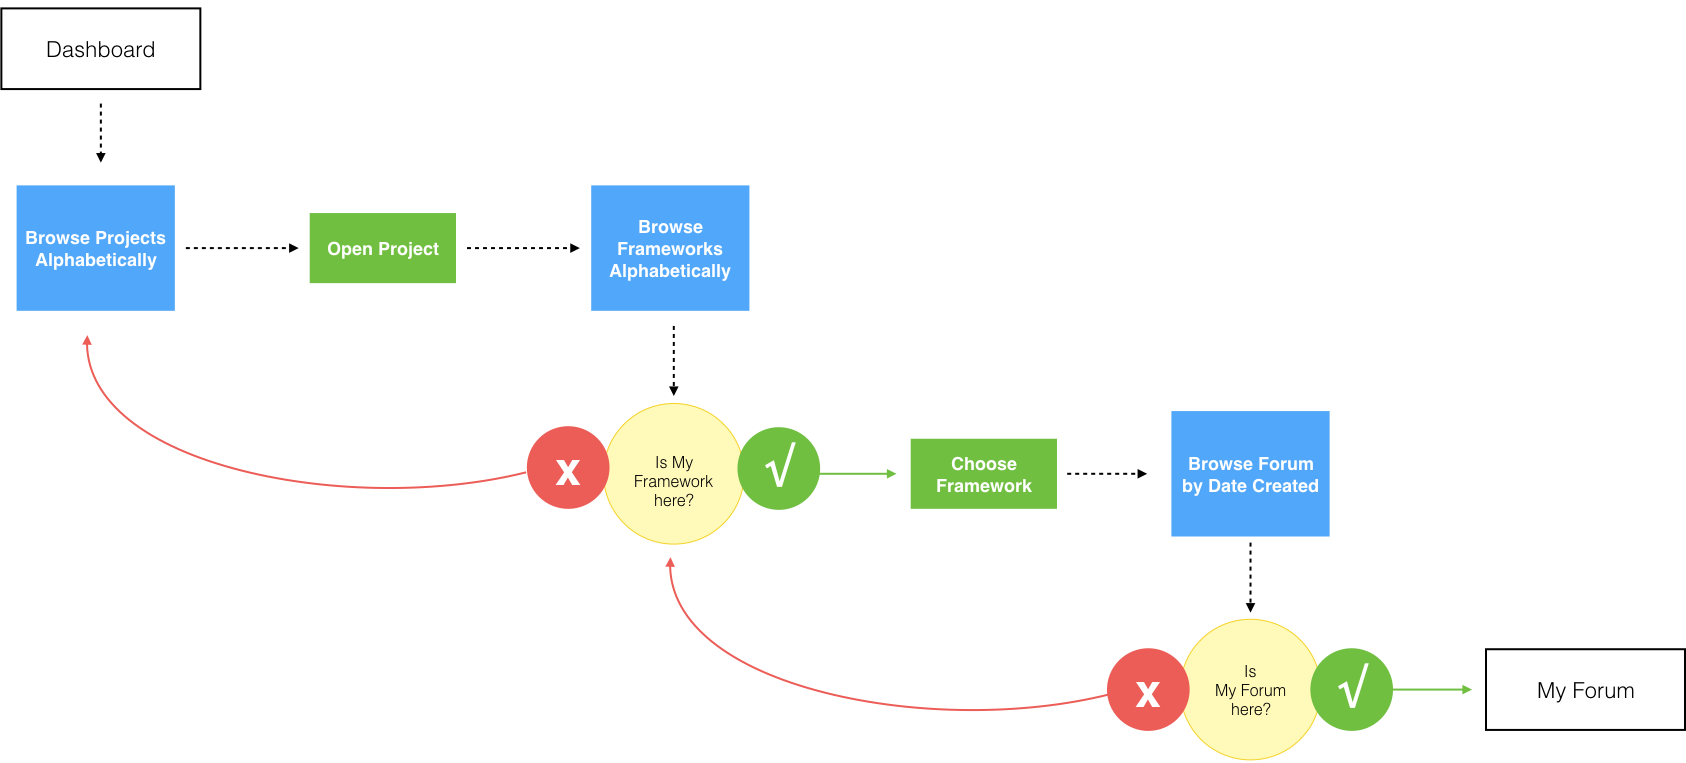 Dashboard
Browse Projects
Alphabetically
Open Project
Browse
Frameworks
Alphabetically
x
Is My
Framework
here?
√
Choose
Framework
Browse Forum
by Date Created
x
Is
My Forum
here?
√
My Forum